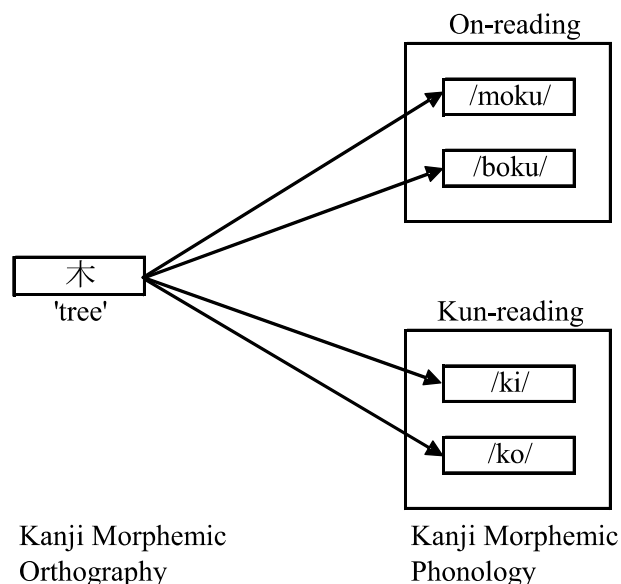 On-reading
/moku/
/boku/
木
'tree'
Kun-reading
/ki/
/ko/
Kanji Morphemic
Orthography
Kanji Morphemic
Phonology